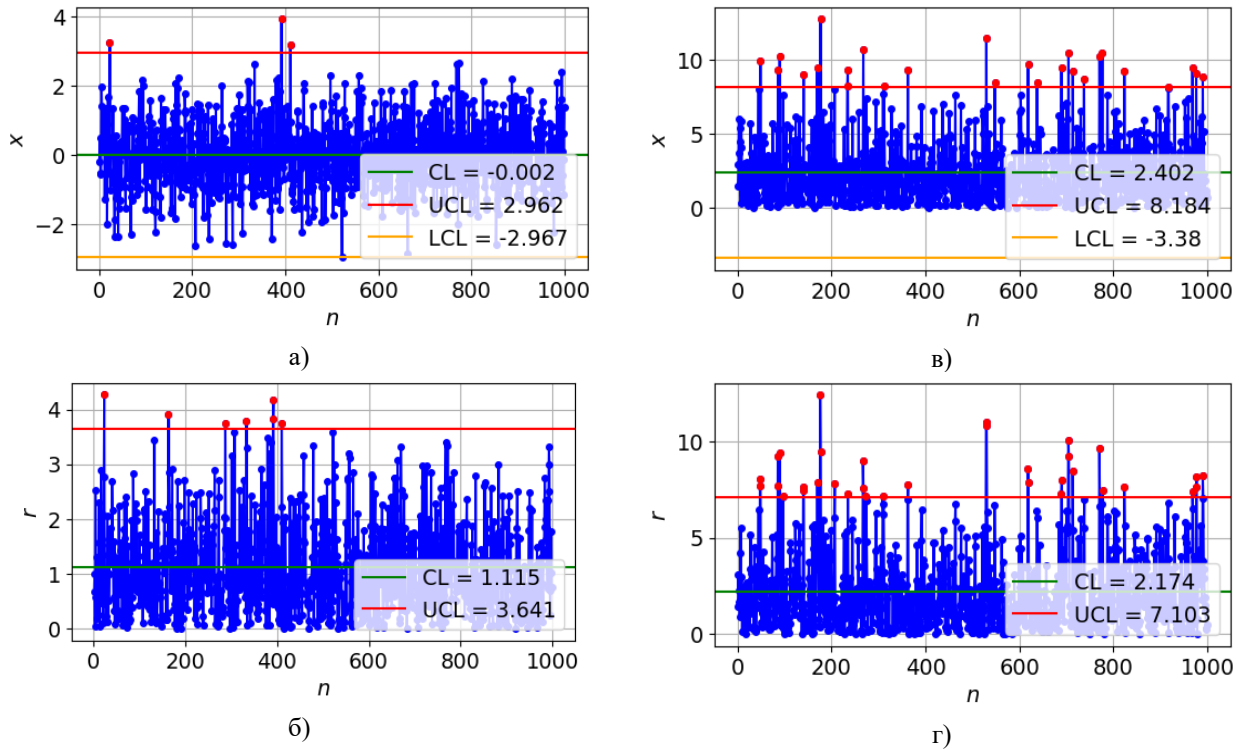 4
2
0
−2
x
CL = -0.002
UCL = 2.962
LCL = -2.967
0 200 400 600 800 1000
n
а)
10
5
0
x
CL = 2.402
UCL = 8.184
LCL = -3.38
0 200 400 600 800 1000
n
в)
4
3
2
1
0
r
CL = 1.115
UCL = 3.641
0 200 400 600 800 1000
n
б)
10
5
0
r
CL = 2.174
UCL = 7.103
0 200 400 600 800 1000
n
г)